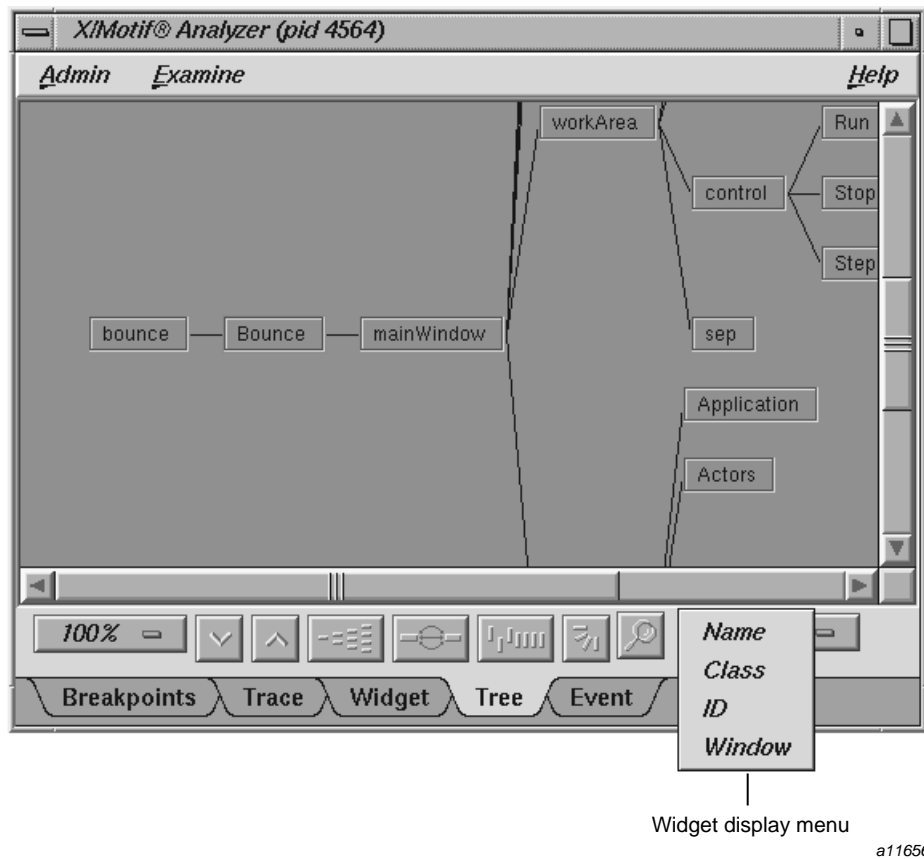 X/Motif® Analyzer (pid 4564)
Admin Examine Help
workArea Run
control Stop
Step
bounce Bounce mainWindow sep
Application
Actors
100%
Name
Class
ID
Window
Breakpoints Trace Widget Tree Event
Widget display menu